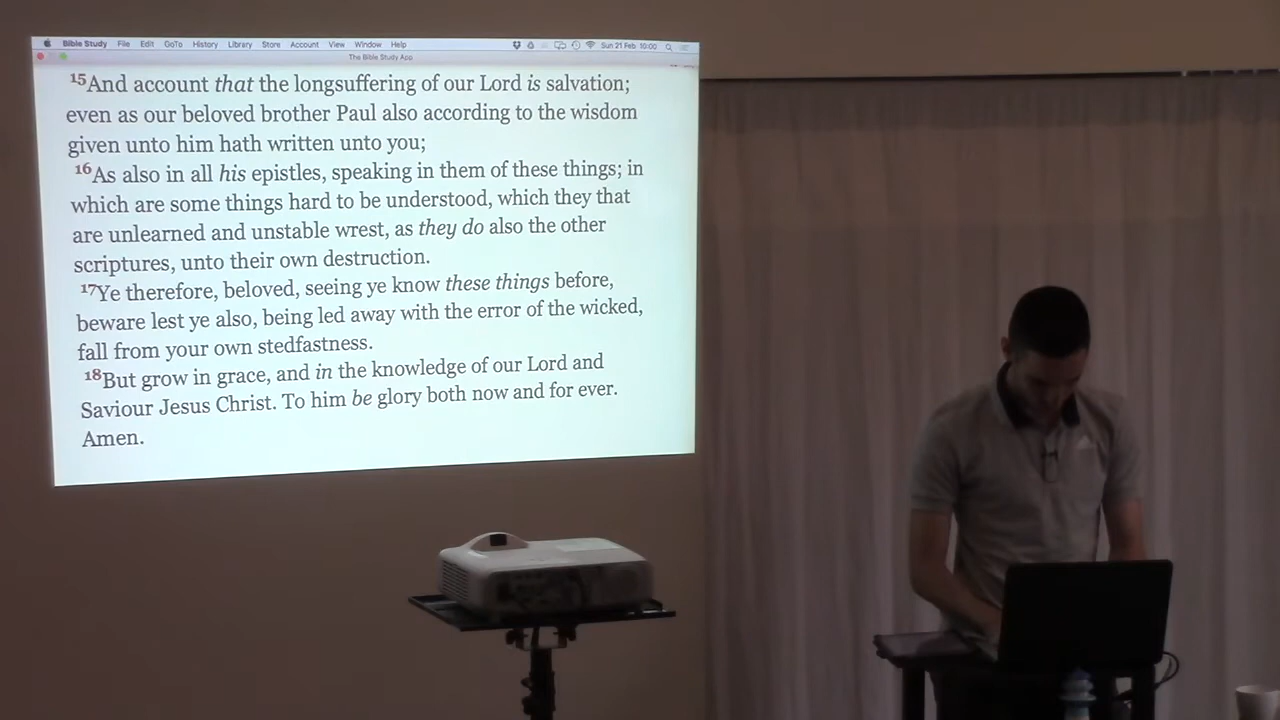 Bible Study File Edit GoTo History Library Store Account View Window Help Sun 21 Feb 10:00
The Bible Study App
15And account that the longsuffering of our Lord is salvation;
even as our beloved brother Paul also according to the wisdom
given unto him hath written unto you;
16As also in all his epistles, speaking in them of these things; in
which are some things hard to be understood, which they that
are unlearned and unstable wrest, as they do also the other
scriptures, unto their own destruction.
17Ye therefore, beloved, seeing ye know these things before,
beware lest ye also, being led away with the error of the wicked,
fall from your own stedfastness.
18But grow in grace, and in the knowledge of our Lord and
Saviour Jesus Christ. To him be glory both now and for ever.
Amen.